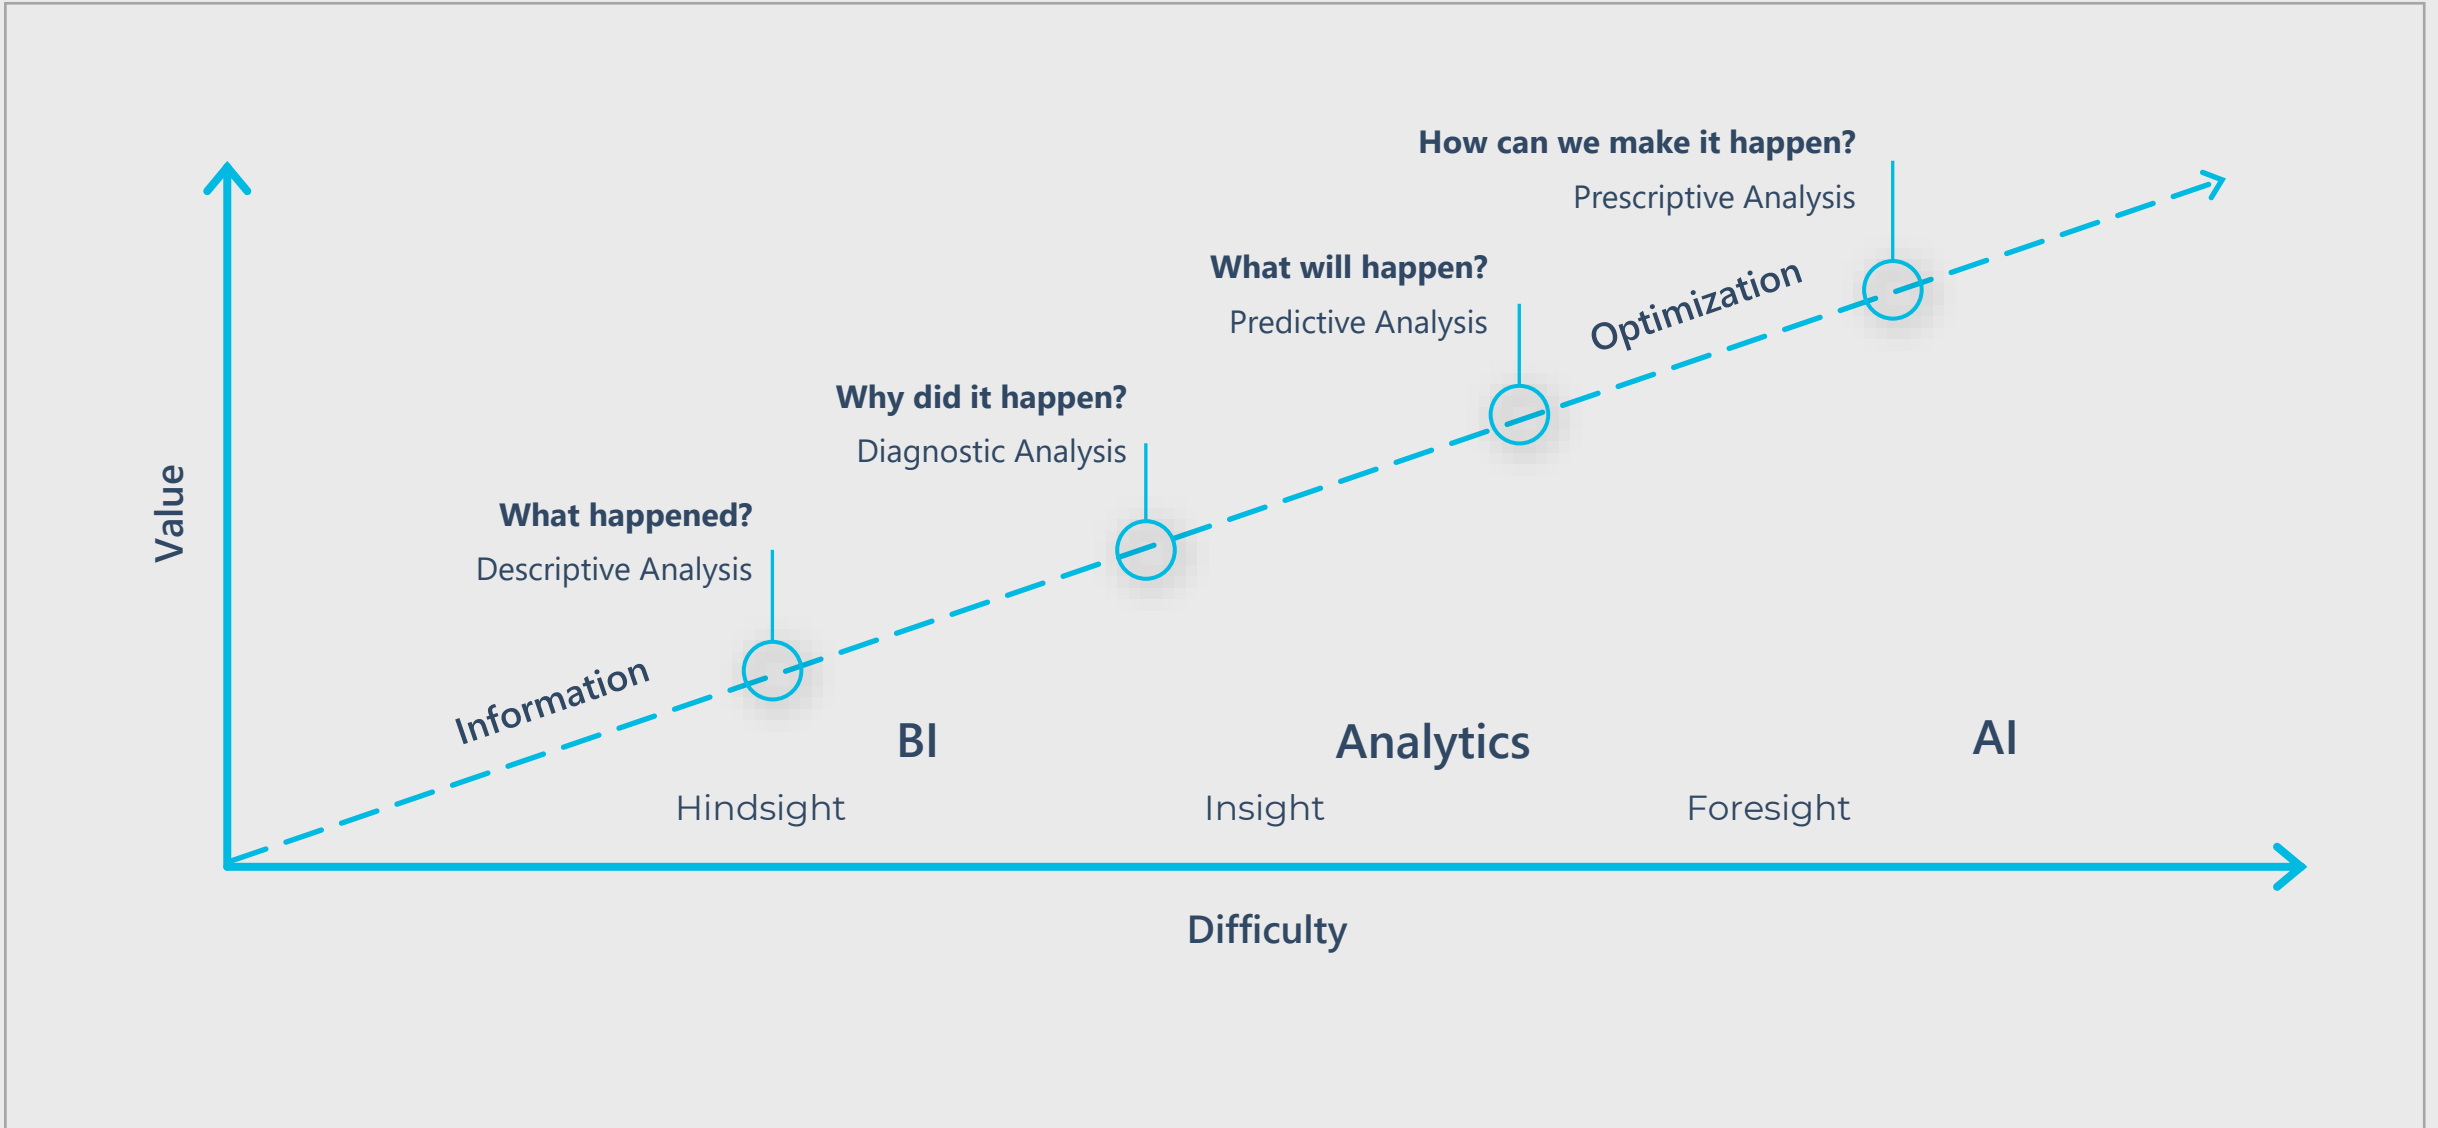 How can we make it happen?
Prescriptive Analysis
What will happen?
Predictive Analysis
Optimization
Why did it happen?
Diagnostic Analysis
What happened?
Descriptive Analysis
Information
Value
BI
Analytics
AI
Hindsight
Insight
Foresight
Difficulty